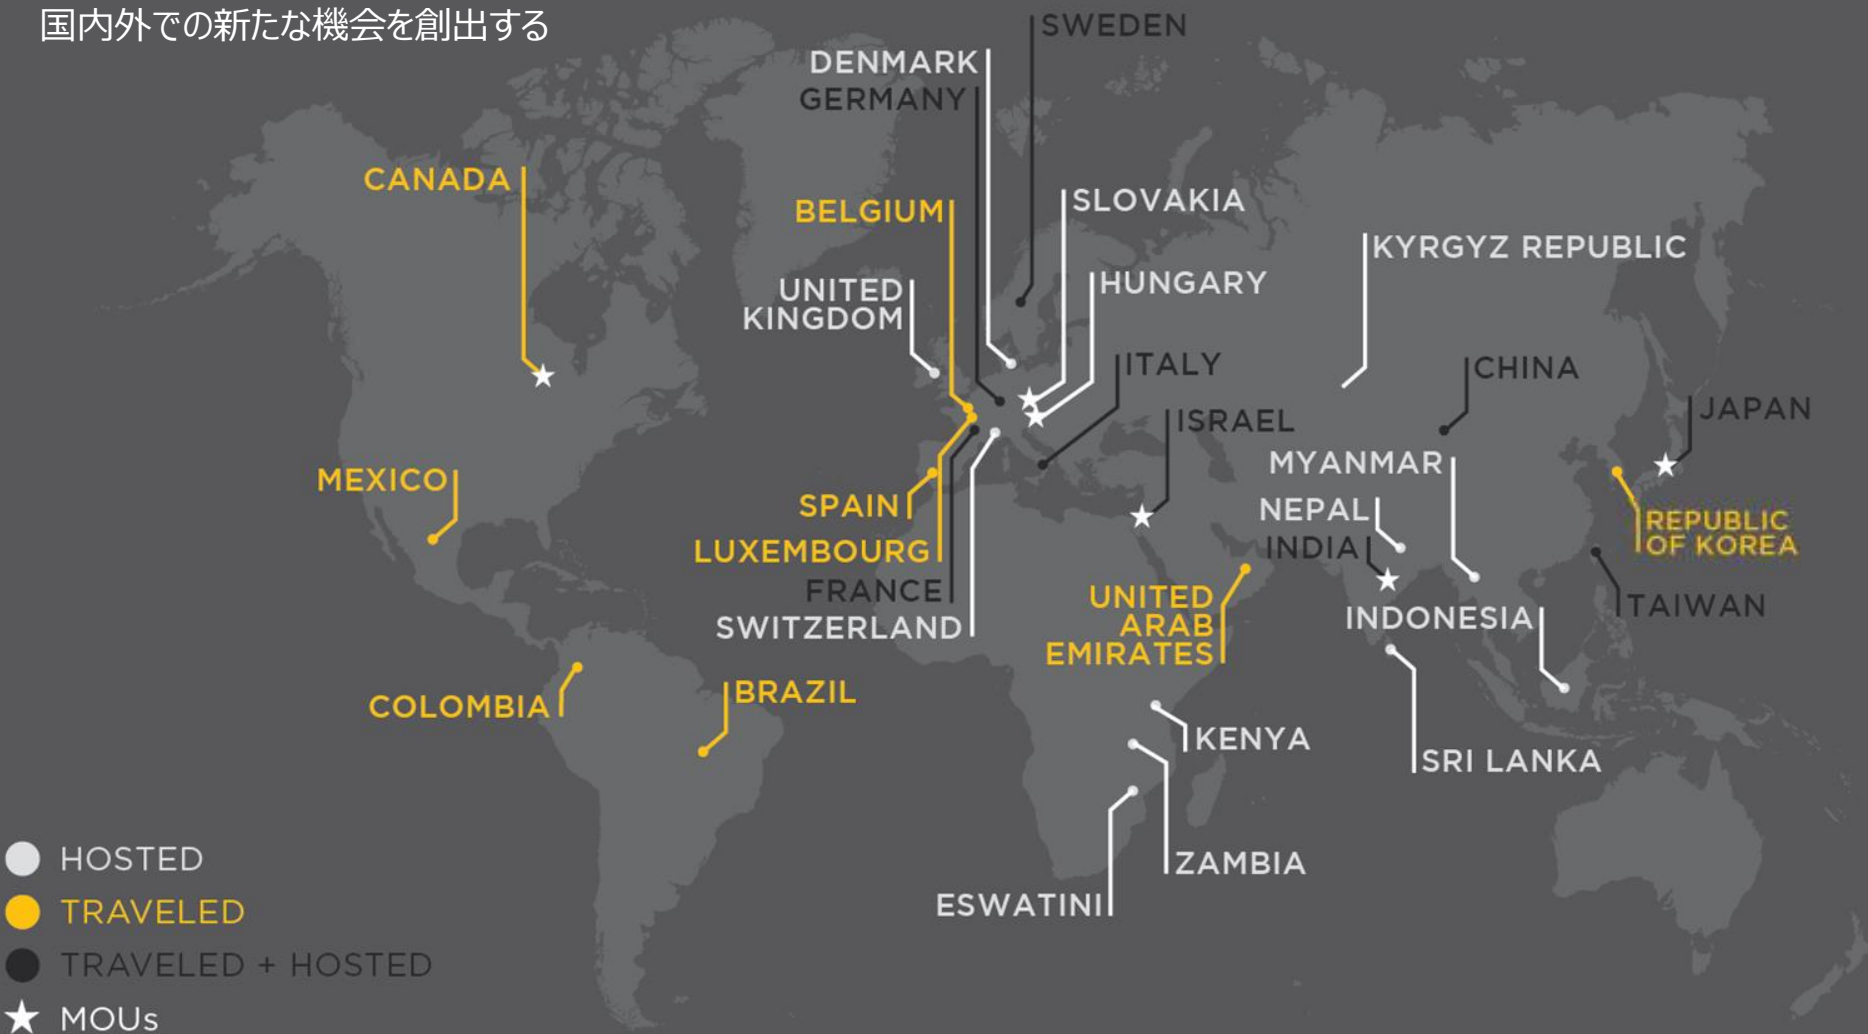 国内外での新たな機会を創出する
SWEDEN
DENMARK
GERMANY
CANADA
BELGIUM
SLOVAKIA
KYRGYZ REPUBLIC
HUNGARY
UNITED
KINGDOM
ITALY
CHINA
JAPAN
ISRAEL
MYANMAR
MEXICO
SPAIN
NEPAL
REPUBLIC
OF KOREA
INDIA
LUXEMBOURG
FRANCE
UNITED
ARAB
EMIRATES
TAIWAN
INDONESIA
SWITZERLAND
COLOMBIA
BRAZIL
KENYA
SRI LANKA
ZAMBIA
ESWATINI
HOSTED
TRAVELED
TRAVELED + HOSTED
MOUs